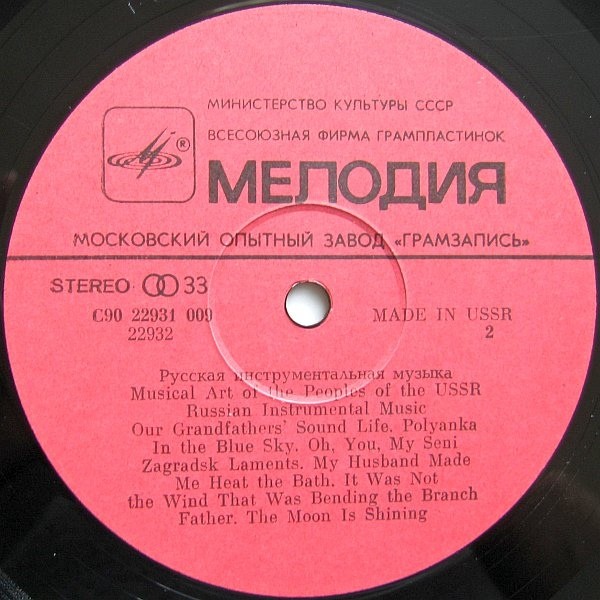 МИНИСТЕРСТВО КУЛЬТУРЫ СССР
ВСЕСОЮЗНАЯ ФИРМА ГРАМПЛАСТИНОК
®
МЕЛОДИЯ
МОСКОВСКИЙ ОПЫТНЫЙ ЗАВОД «ГРАМЗАПИСЬ»
STEREO 33
С90 22931 009 MADE IN USSR
22932 2
Русская инструментальная музыка
Musical Art of the Peoples of the USSR
Russian Instrumental Music
Our Grandfathers' Sound Life. Polyanka
In the Blue Sky. Oh, You, My Seni
Zagradsk Laments. My Husband Made
Me Heat the Bath. It Was Not
the Wind That Was Bending the Branch
Father. The Moon Is Shining